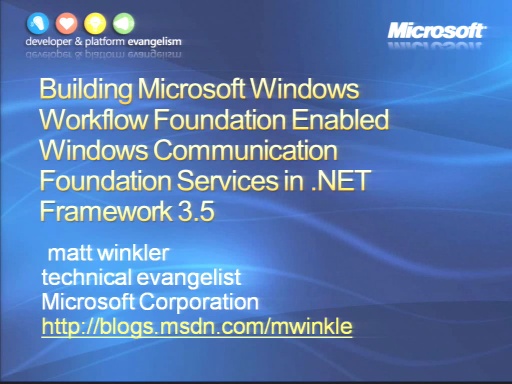 developer & platform evangelism
Microsoft
Building Microsoft Windows
Workflow Foundation Enabled
Windows Communication
Foundation Services in .NET
Framework 3.5
matt winkler
technical evangelist
Microsoft Corporation
http://blogs.msdn.com/mwinkle